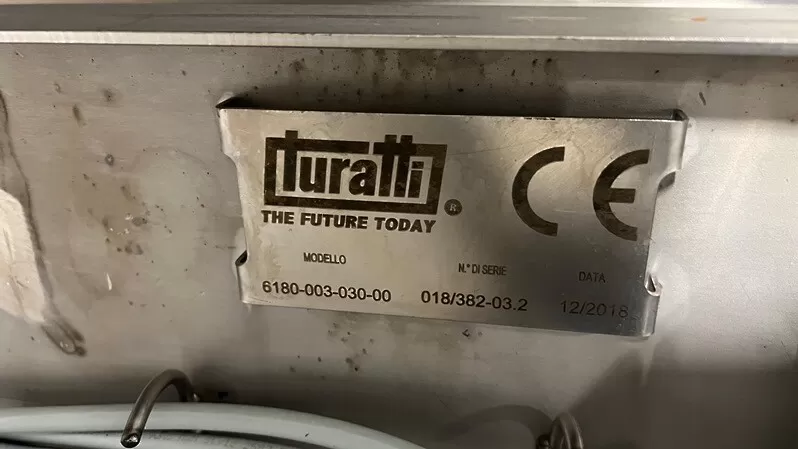 turatti ®
THE FUTURE TODAY
CE
MODELLO N.° DI SERIE DATA
6180-003-030-00 018/382-03.2 12/2018